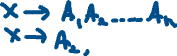 X → A₁A₂.....Aₙ
X → A₂,